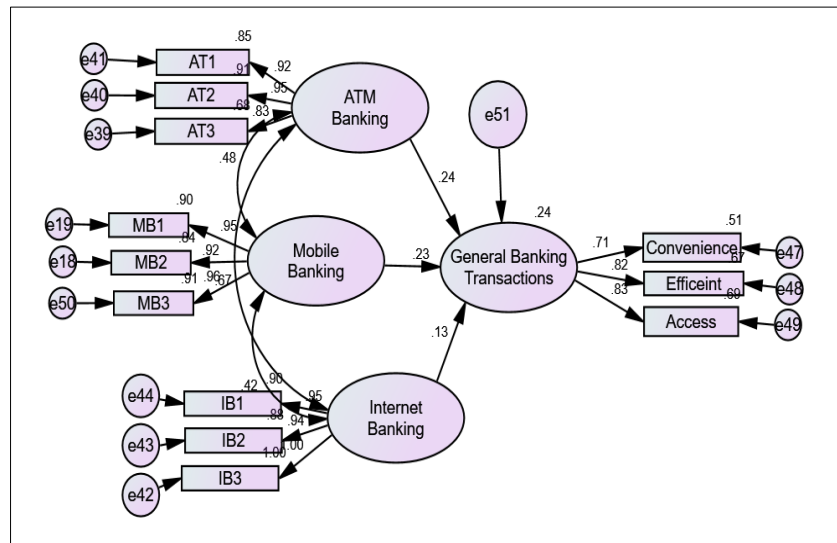 .85
e41
AT1
.92
.91
e40
AT2
.95
.68
e39
AT3
.83
ATM
Banking
e51
.48
.24
.24
.90
e19
MB1
.95
.84
e18
MB2
.92
.91
e50
MB3
.96
.67
Mobile
Banking
.23
General Banking
Transactions
.51
.71
Convenience
e47
.67
.82
Efficeint
e48
.69
.83
Access
e49
.13
.42
.90
e44
IB1
.95
.88
e43
IB2
.94
1.00
e42
IB3
1.00
Internet
Banking